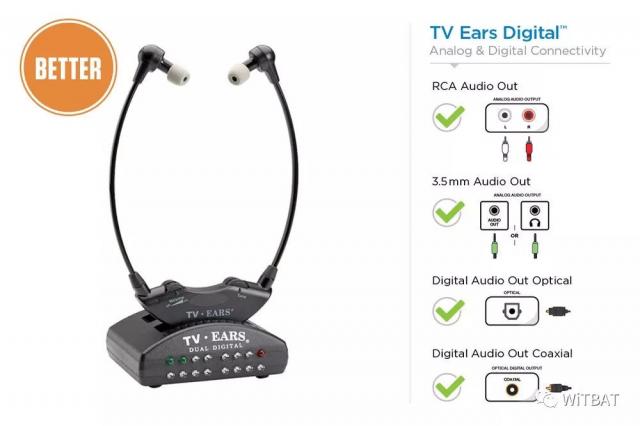 BETTER
TV Ears Digital™
Analog & Digital Connectivity
RCA Audio Out
ANALOG AUDIO OUTPUT
L R
3.5mm Audio Out
ANALOG AUDIO OUTPUT
AUDIO
OUT
OR
Digital Audio Out Optical
OPTICAL
Digital Audio Out Coaxial
OPTICAL DIGITAL OUTPUT
COAXIAL
TV·EARS®
TV·EARS®
DUAL DIGITAL
WiTBAT